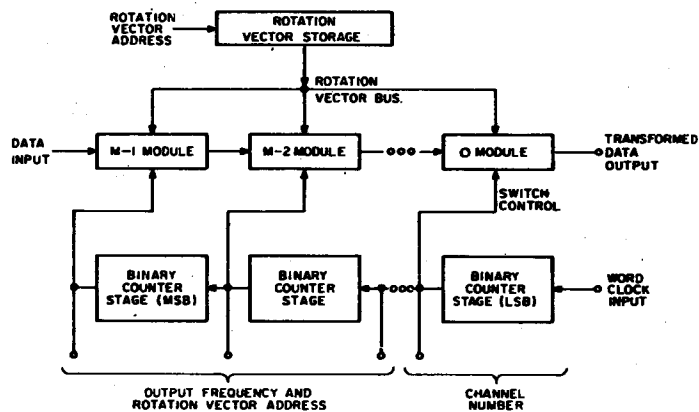 ROTATION
VECTOR
ADDRESS
ROTATION
VECTOR STORAGE
ROTATION
VECTOR BUS.
DATA
INPUT
M-1 MODULE
M-2 MODULE
O MODULE
TRANSFORMED
DATA
OUTPUT
SWITCH
CONTROL
BINARY
COUNTER
STAGE (MSB)
BINARY
COUNTER
STAGE
BINARY
COUNTER
STAGE (LSB)
WORD
CLOCK
INPUT
OUTPUT FREQUENCY AND
ROTATION VECTOR ADDRESS
CHANNEL
NUMBER